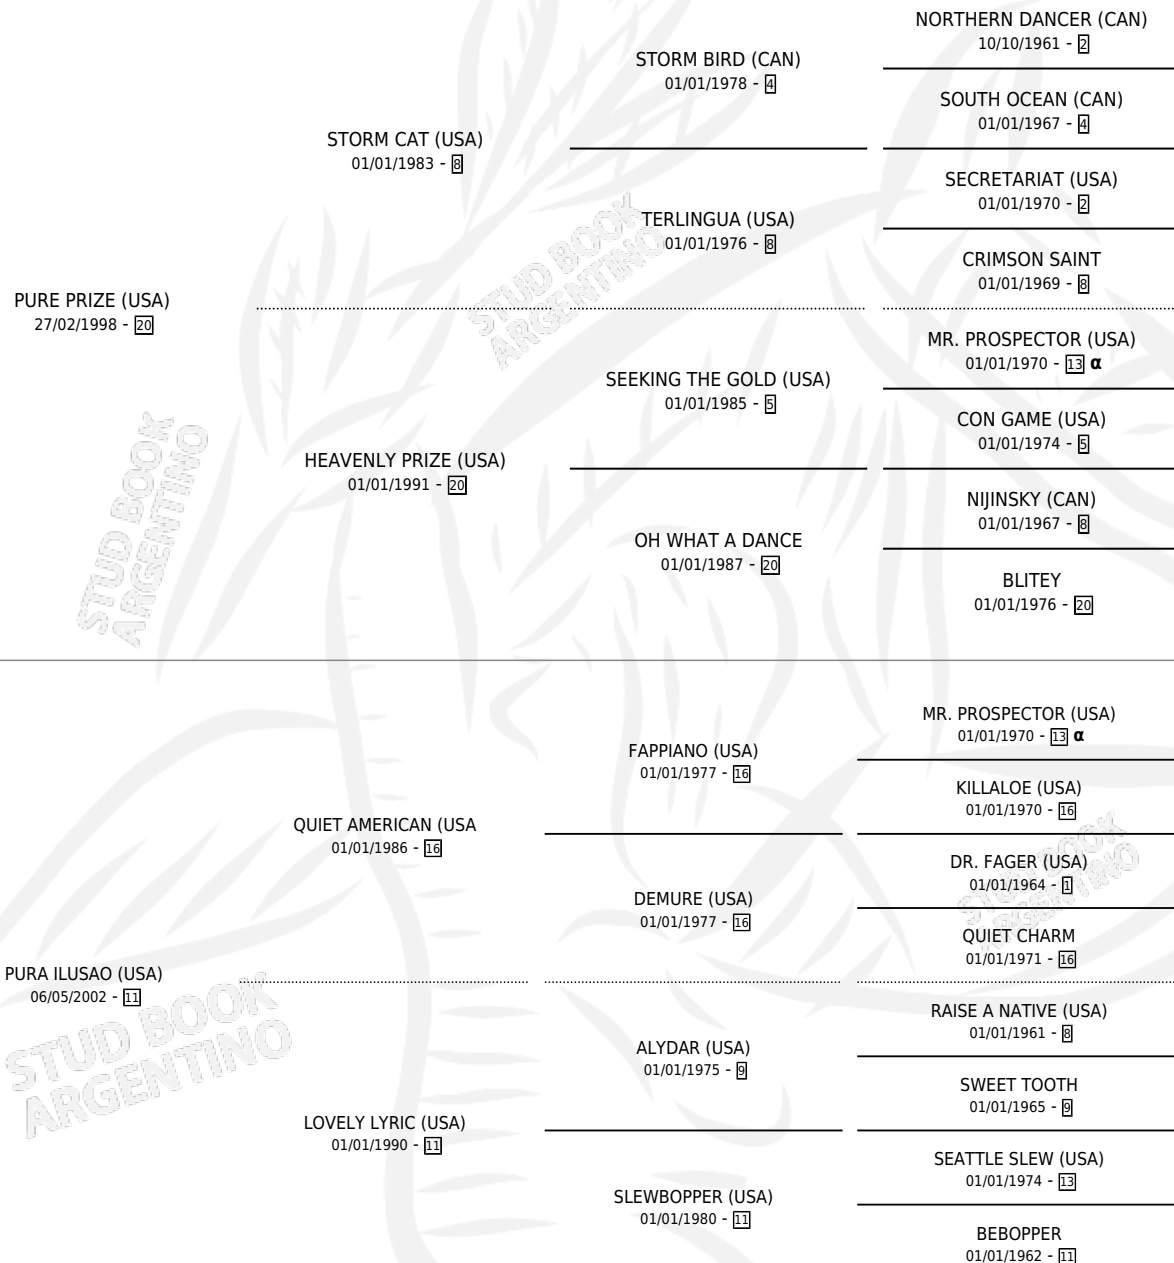 PURE PRIZE (USA)
27/02/1998 - 20
STORM CAT (USA)
01/01/1983 - 8
STORM BIRD (CAN)
01/01/1978 - 4
NORTHERN DANCER (CAN)
10/10/1961 - 2
SOUTH OCEAN (CAN)
01/01/1967 - 4
TERLINGUA (USA)
01/01/1976 - 8
SECRETARIAT (USA)
01/01/1970 - 2
CRIMSON SAINT
01/01/1969 - 8
HEAVENLY PRIZE (USA)
01/01/1991 - 20
SEEKING THE GOLD (USA)
01/01/1985 - 5
MR. PROSPECTOR (USA)
01/01/1970 - 13 α
CON GAME (USA)
01/01/1974 - 5
OH WHAT A DANCE
01/01/1987 - 20
NIJINSKY (CAN)
01/01/1967 - 8
BLITEY
01/01/1976 - 20
PURA ILUSAO (USA)
06/05/2002 - 11
QUIET AMERICAN (USA
01/01/1986 - 16
FAPPIANO (USA)
01/01/1977 - 16
MR. PROSPECTOR (USA)
01/01/1970 - 13 α
KILLALOE (USA)
01/01/1970 - 16
DEMURE (USA)
01/01/1977 - 16
DR. FAGER (USA)
01/01/1964 - 1
QUIET CHARM
01/01/1971 - 16
LOVELY LYRIC (USA)
01/01/1990 - 11
ALYDAR (USA)
01/01/1975 - 9
RAISE A NATIVE (USA)
01/01/1961 - 8
SWEET TOOTH
01/01/1965 - 9
SLEWBOPPER (USA)
01/01/1980 - 11
SEATTLE SLEW (USA)
01/01/1974 - 13
BEBOPPER
01/01/1962 - 11
STUD BOOK
ARGENTINO
STUD BOOK
ARGENTINO
STUD BOOK
ARGENTINO
STUD BOOK
ARGENTINO